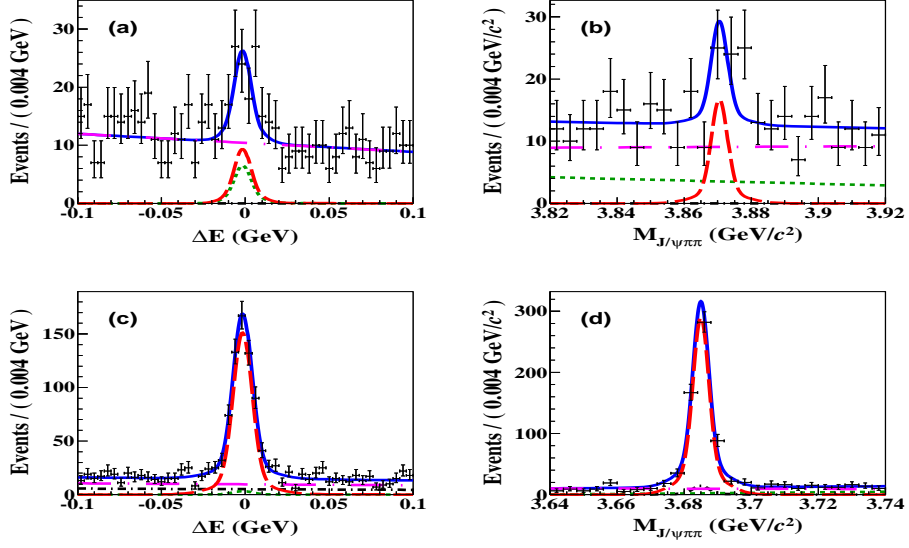 (a)
Events / ( 0.004 GeV)
30
20
10
0
-0.1 -0.05 0 0.05 0.1
ΔE (GeV)
(b)
Events / ( 0.004 GeV/c²)
30
20
10
0
3.82 3.84 3.86 3.88 3.9 3.92
M_J/ψππ (GeV/c²)
(c)
Events / ( 0.004 GeV)
150
100
50
0
-0.1 -0.05 0 0.05 0.1
ΔE (GeV)
(d)
Events / ( 0.004 GeV/c²)
300
200
100
0
3.64 3.66 3.68 3.7 3.72 3.74
M_J/ψππ (GeV/c²)